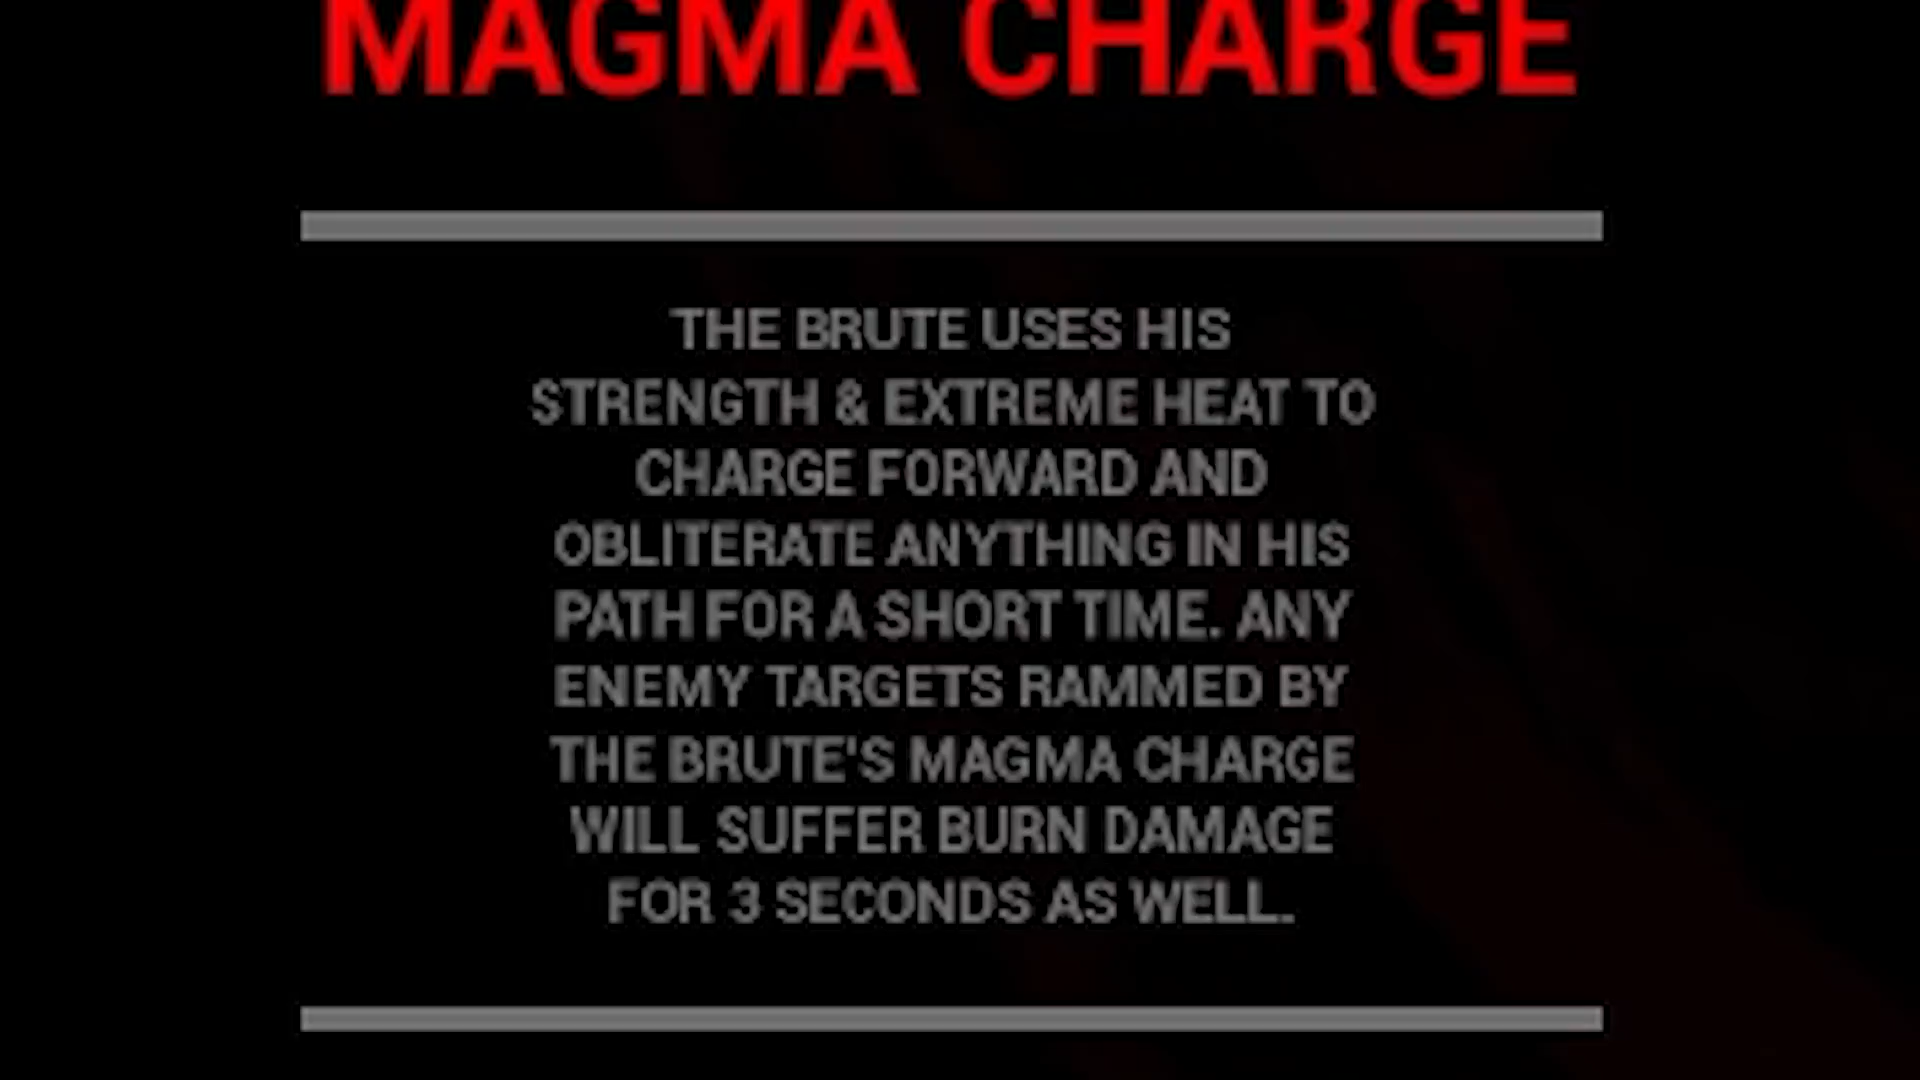 MAGMA CHARGE
THE BRUTE USES HIS
STRENGTH & EXTREME HEAT TO
CHARGE FORWARD AND
OBLITERATE ANYTHING IN HIS
PATH FOR A SHORT TIME. ANY
ENEMY TARGETS RAMMED BY
THE BRUTE'S MAGMA CHARGE
WILL SUFFER BURN DAMAGE
FOR 3 SECONDS AS WELL.